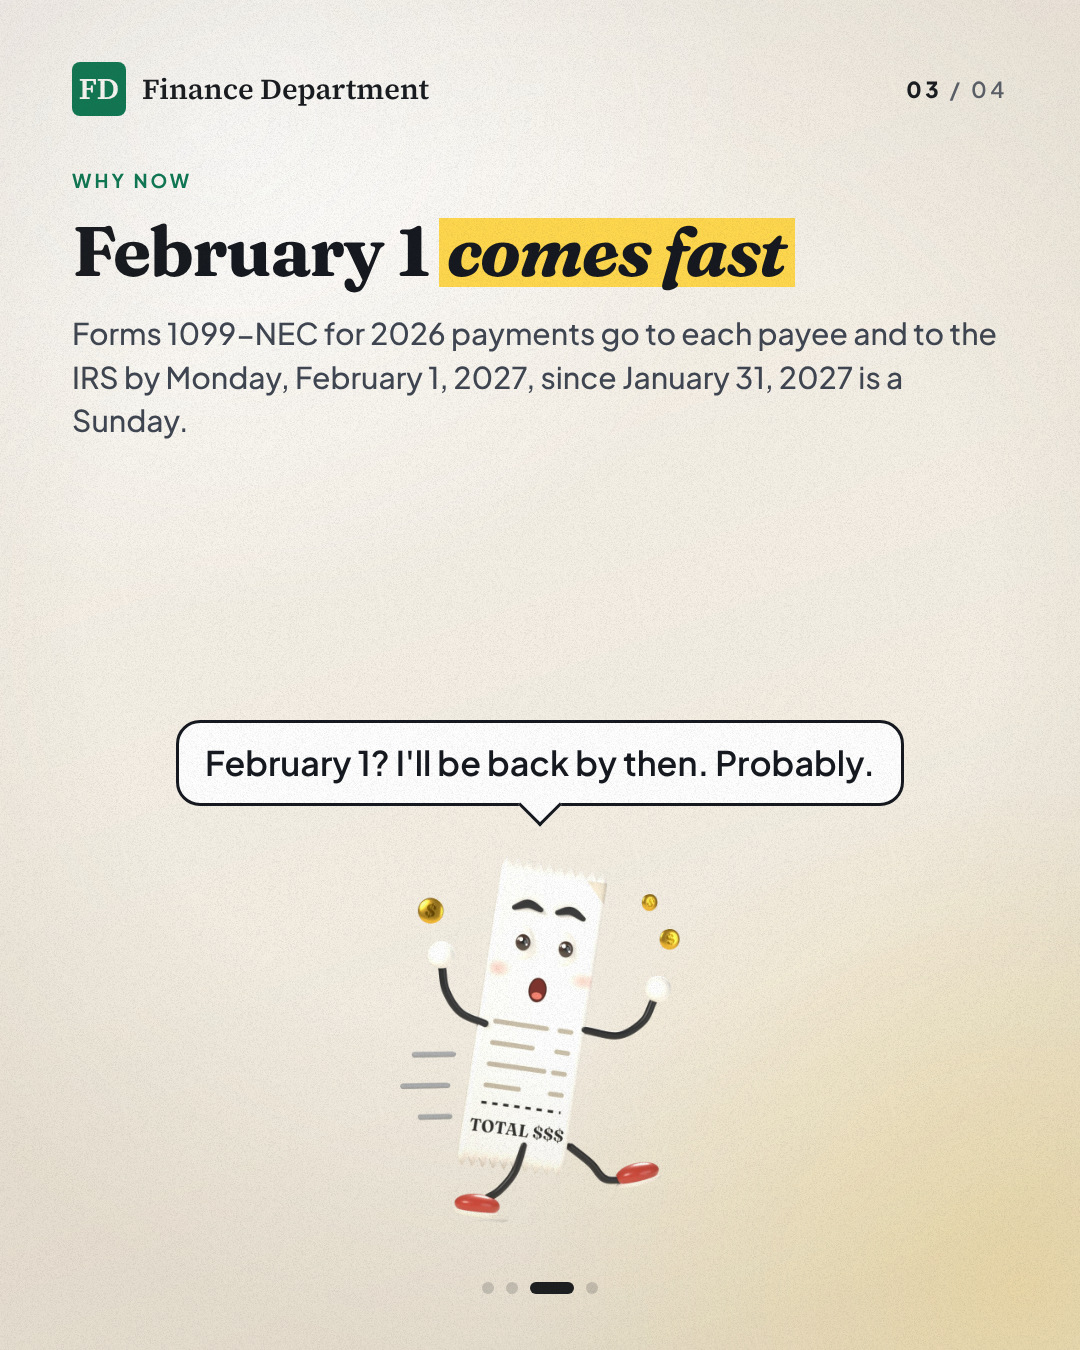 FD Finance Department
03 / 04
WHY NOW
February 1 comes fast
Forms 1099-NEC for 2026 payments go to each payee and to the
IRS by Monday, February 1, 2027, since January 31, 2027 is a
Sunday.
February 1? I'll be back by then. Probably.
TOTAL $$$